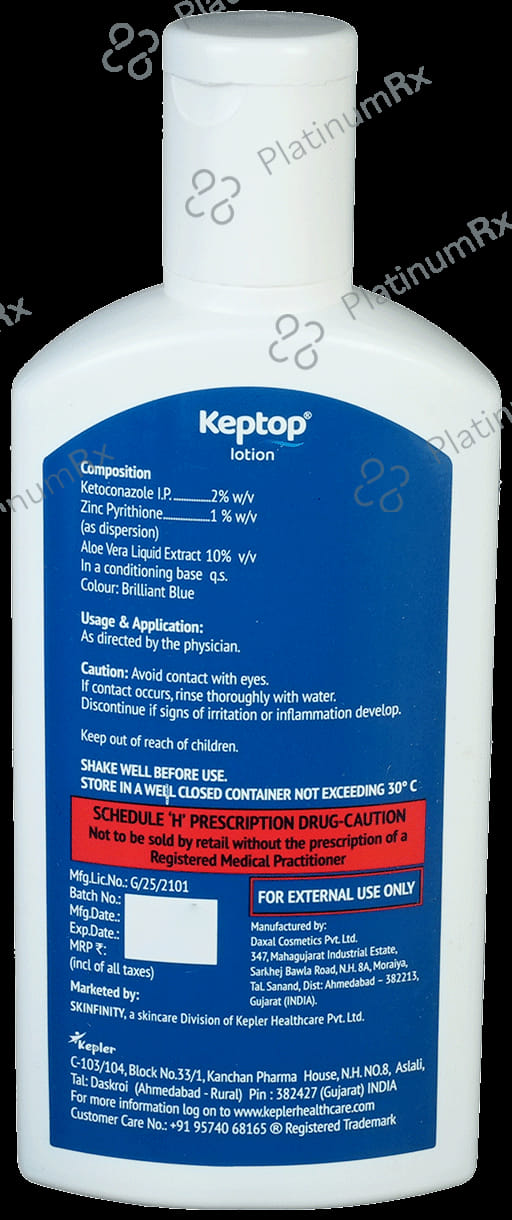 PlatinumRx
PlatinumRx
PlatinumRx
Keptop®
lotion
Composition
Ketoconazole I.P. ............2% w/v
Zinc Pyrithione..............1 % w/v
(as dispersion)
Aloe Vera Liquid Extract 10% v/v
In a conditioning base q.s.
Colour: Brilliant Blue
Usage & Application:
As directed by the physician.
Caution: Avoid contact with eyes.
If contact occurs, rinse thoroughly with water.
Discontinue if signs of irritation or inflammation develop.
Keep out of reach of children.
SHAKE WELL BEFORE USE.
STORE IN A WELL CLOSED CONTAINER NOT EXCEEDING 30° C
SCHEDULE 'H' PRESCRIPTION DRUG-CAUTION
Not to be sold by retail without the prescription of a
Registered Medical Practitioner
Mfg.Lic.No.: G/25/2101
Batch No.:
Mfg.Date.:
Exp.Date.:
MRP ₹:
(incl of all taxes)
FOR EXTERNAL USE ONLY
Manufactured by:
Daxal Cosmetics Pvt. Ltd.
347, Mahagujarat Industrial Estate,
Sarkhej Bawla Road, N.H. 8A, Moraiya,
Tal. Sanand, Dist: Ahmedabad – 382213,
Gujarat (INDIA).
Marketed by:
SKINFINITY, a skincare Division of Kepler Healthcare Pvt. Ltd.
Kepler
C-103/104, Block No.33/1, Kanchan Pharma House, N.H. NO.8, Aslali,
Tal: Daskroi (Ahmedabad - Rural) Pin : 382427 (Gujarat) INDIA
For more information log on to www.keplerhealthcare.com
Customer Care No.: +91 95740 68165 ® Registered Trademark